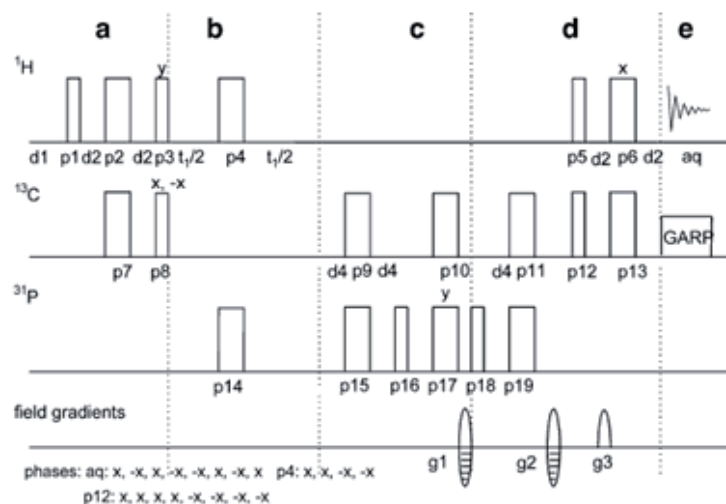 a b c d e
¹H y x
d1 p1 d2 p2 d2 p3 t₁/2 p4 t₁/2 p5 d2 p6 d2 aq
¹³C x, -x GARP
p7 p8 d4 p9 d4 p10 d4 p11 p12 p13
³¹P y
p14 p15 p16 p17 p18 p19
field gradients
g1 g2 g3
phases: aq: x, -x, x, -x, -x, x, -x, x p4: x, x, -x, -x
p12: x, x, x, x, -x, -x, -x, -x